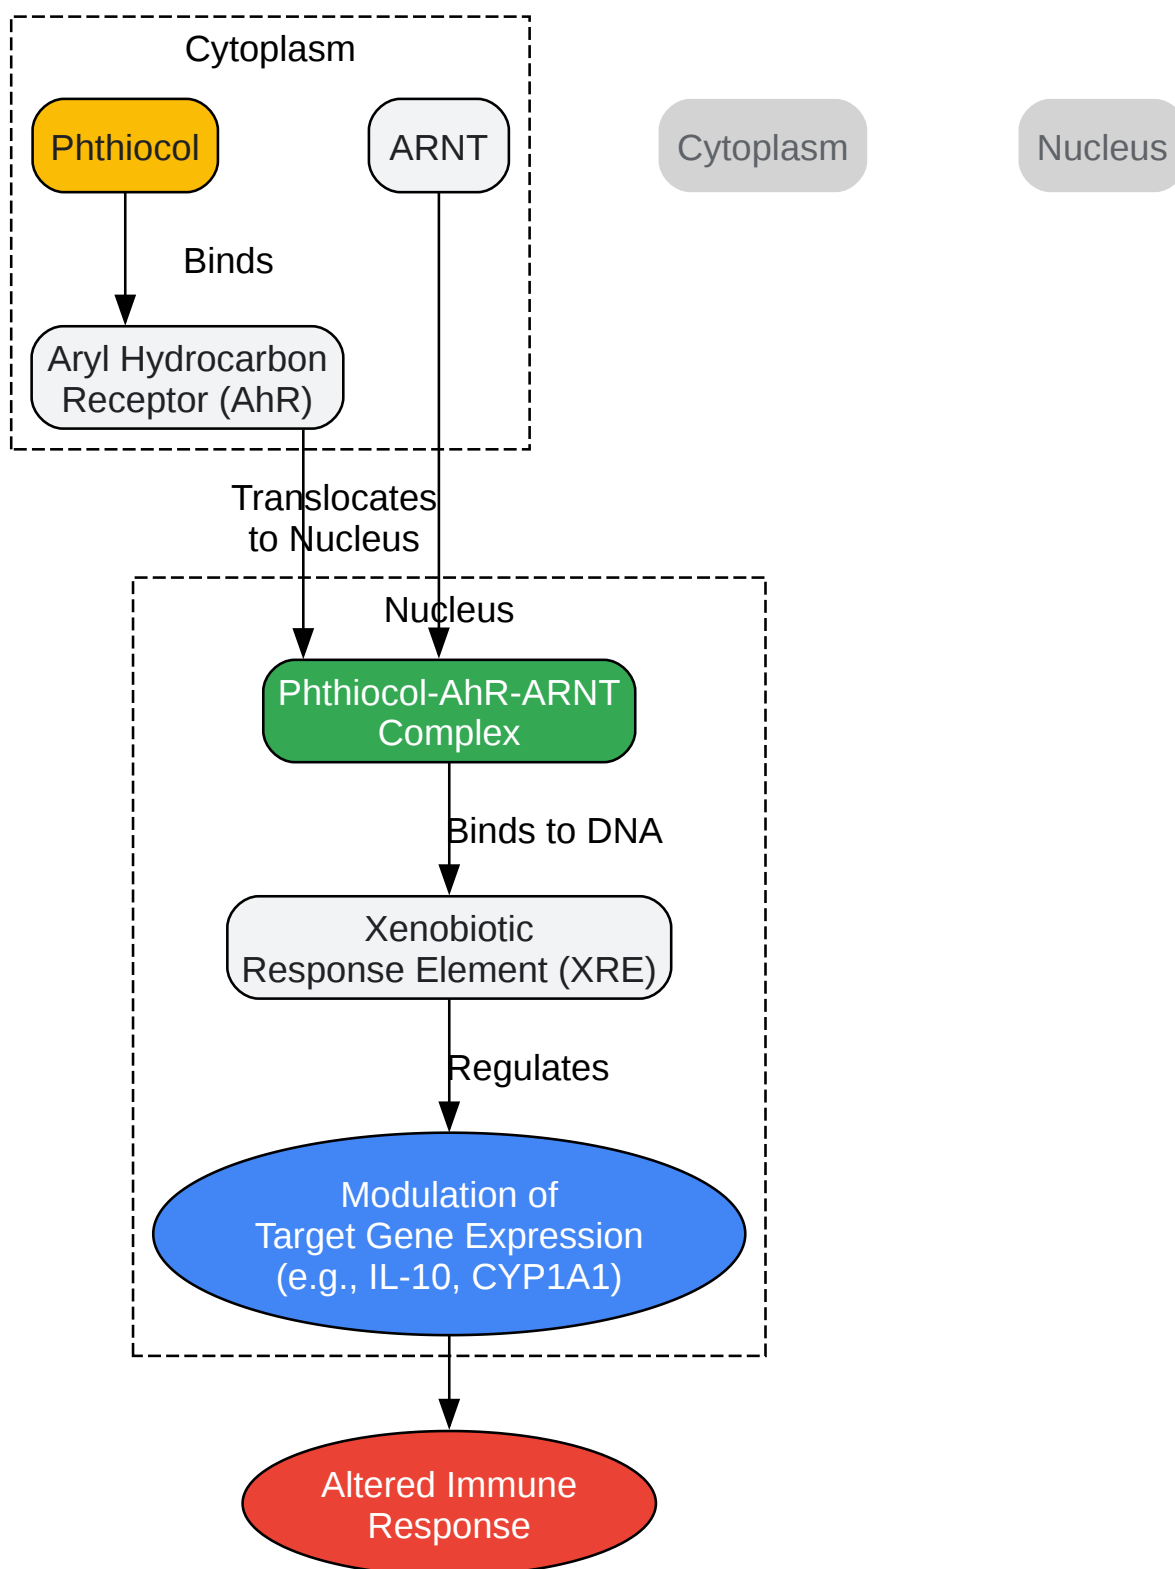 Cytoplasm
Phthiocol
ARNT
Cytoplasm
Nucleus
Binds
Aryl Hydrocarbon
Receptor (AhR)
Translocates
to Nucleus
Nucleus
Phthiocol-AhR-ARNT
Complex
Binds to DNA
Xenobiotic
Response Element (XRE)
Regulates
Modulation of
Target Gene Expression
(e.g., IL-10, CYP1A1)
Altered Immune
Response